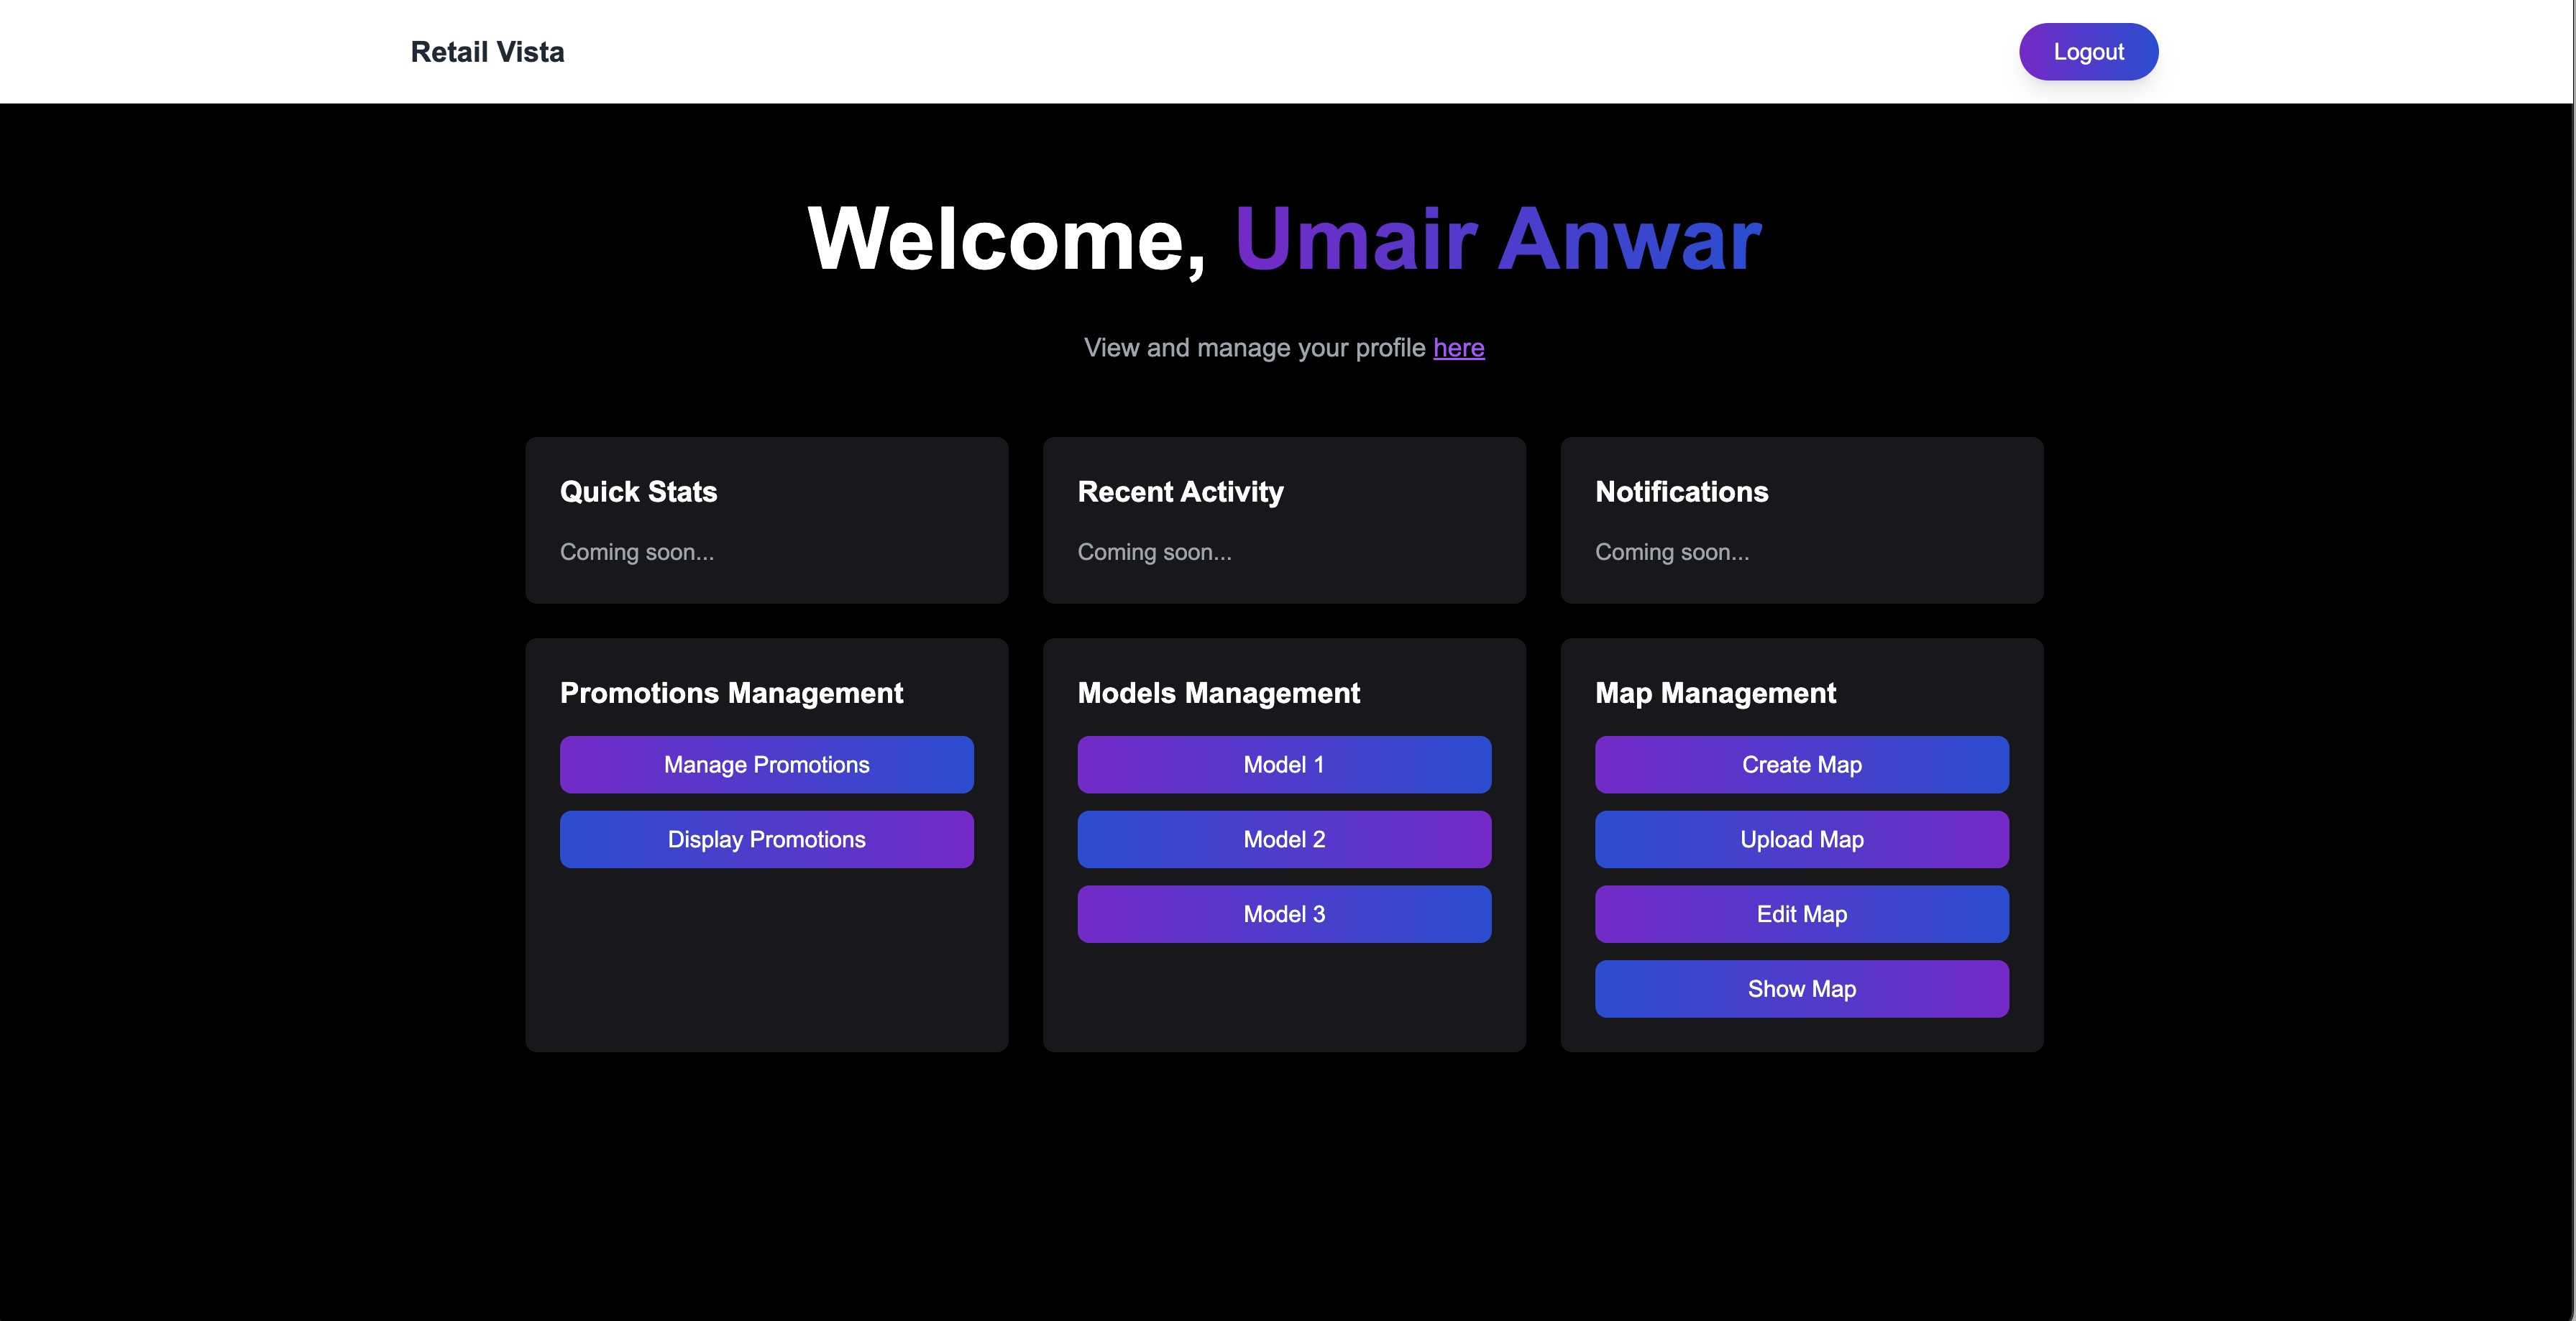 Retail Vista
Logout
Welcome, Umair Anwar
View and manage your profile here
Quick Stats
Coming soon...
Recent Activity
Coming soon...
Notifications
Coming soon...
Promotions Management
Manage Promotions
Display Promotions
Models Management
Model 1
Model 2
Model 3
Map Management
Create Map
Upload Map
Edit Map
Show Map